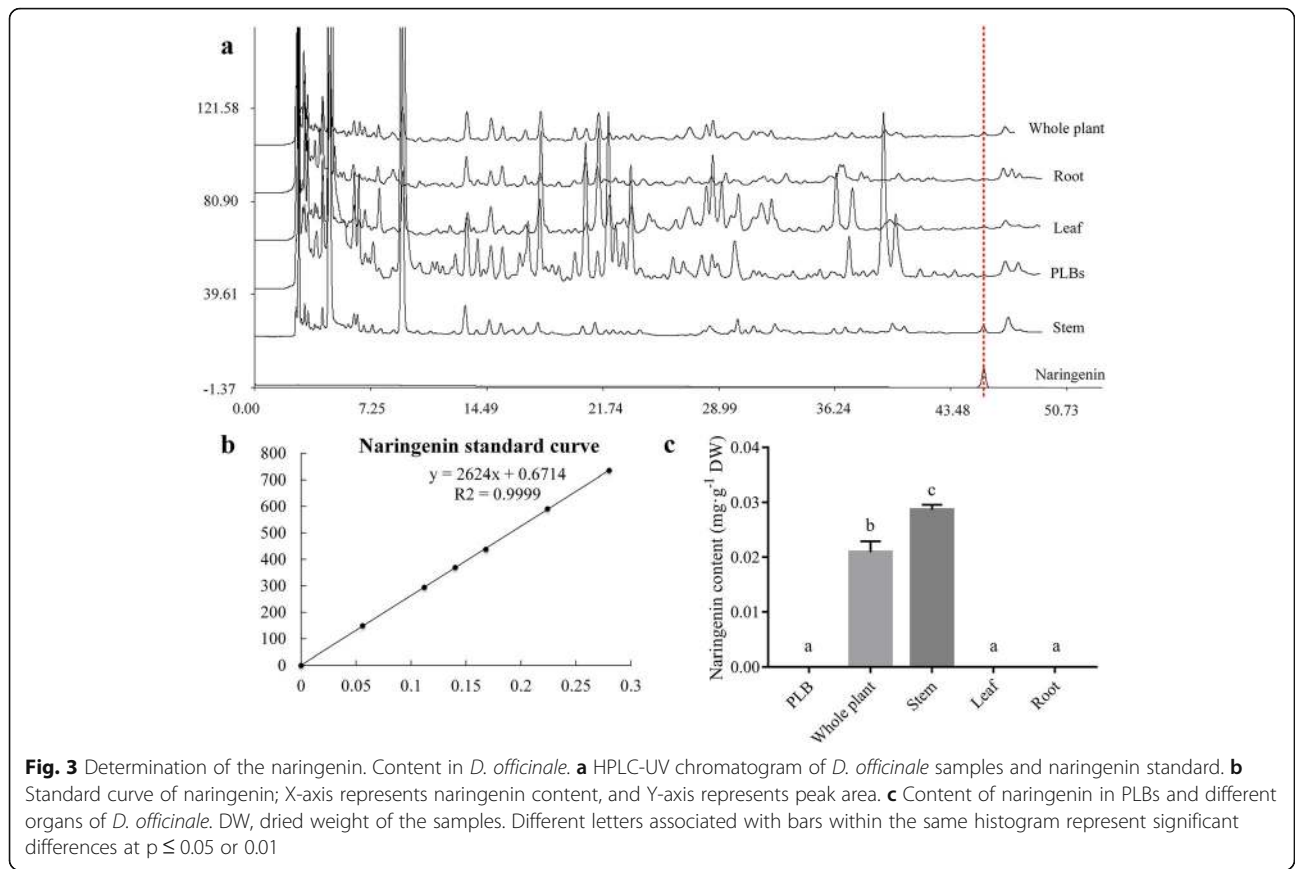 a
121.58
80.90
39.61
-1.37
Whole plant
Root
Leaf
PLBs
Stem
Naringenin
0.00 7.25 14.49 21.74 28.99 36.24 43.48 50.73
b
Naringenin standard curve
y = 2624x + 0.6714
R2 = 0.9999
800
700
600
500
400
300
200
100
0
0 0.05 0.1 0.15 0.2 0.25 0.3
c
Naringenin content (mg·g⁻¹ DW)
0.04
0.03
0.02
0.01
0.00
a b c a a
PLB Whole plant Stem Leaf Root
Fig. 3 Determination of the naringenin. Content in D. officinale. a HPLC-UV chromatogram of D. officinale samples and naringenin standard. b
Standard curve of naringenin; X-axis represents naringenin content, and Y-axis represents peak area. c Content of naringenin in PLBs and different
organs of D. officinale. DW, dried weight of the samples. Different letters associated with bars within the same histogram represent significant
differences at p ≤ 0.05 or 0.01